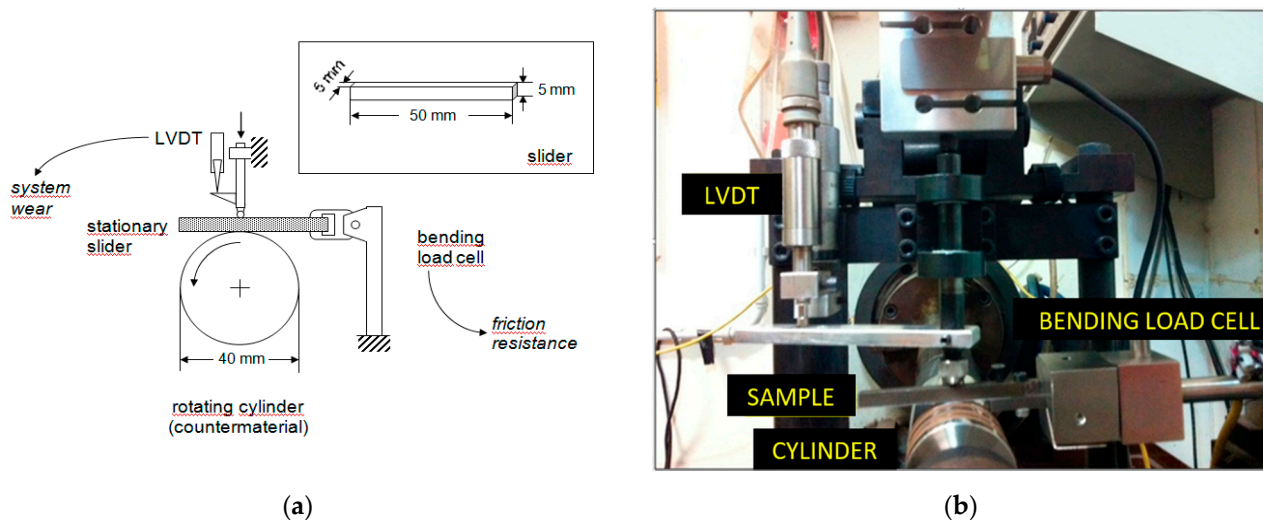 5 mm
5 mm
50 mm
slider
LVDT
system
wear
stationary
slider
bending
load cell
friction
resistance
40 mm
rotating cylinder
(countermaterial)
(a)
LVDT
BENDING LOAD CELL
SAMPLE
CYLINDER
(b)